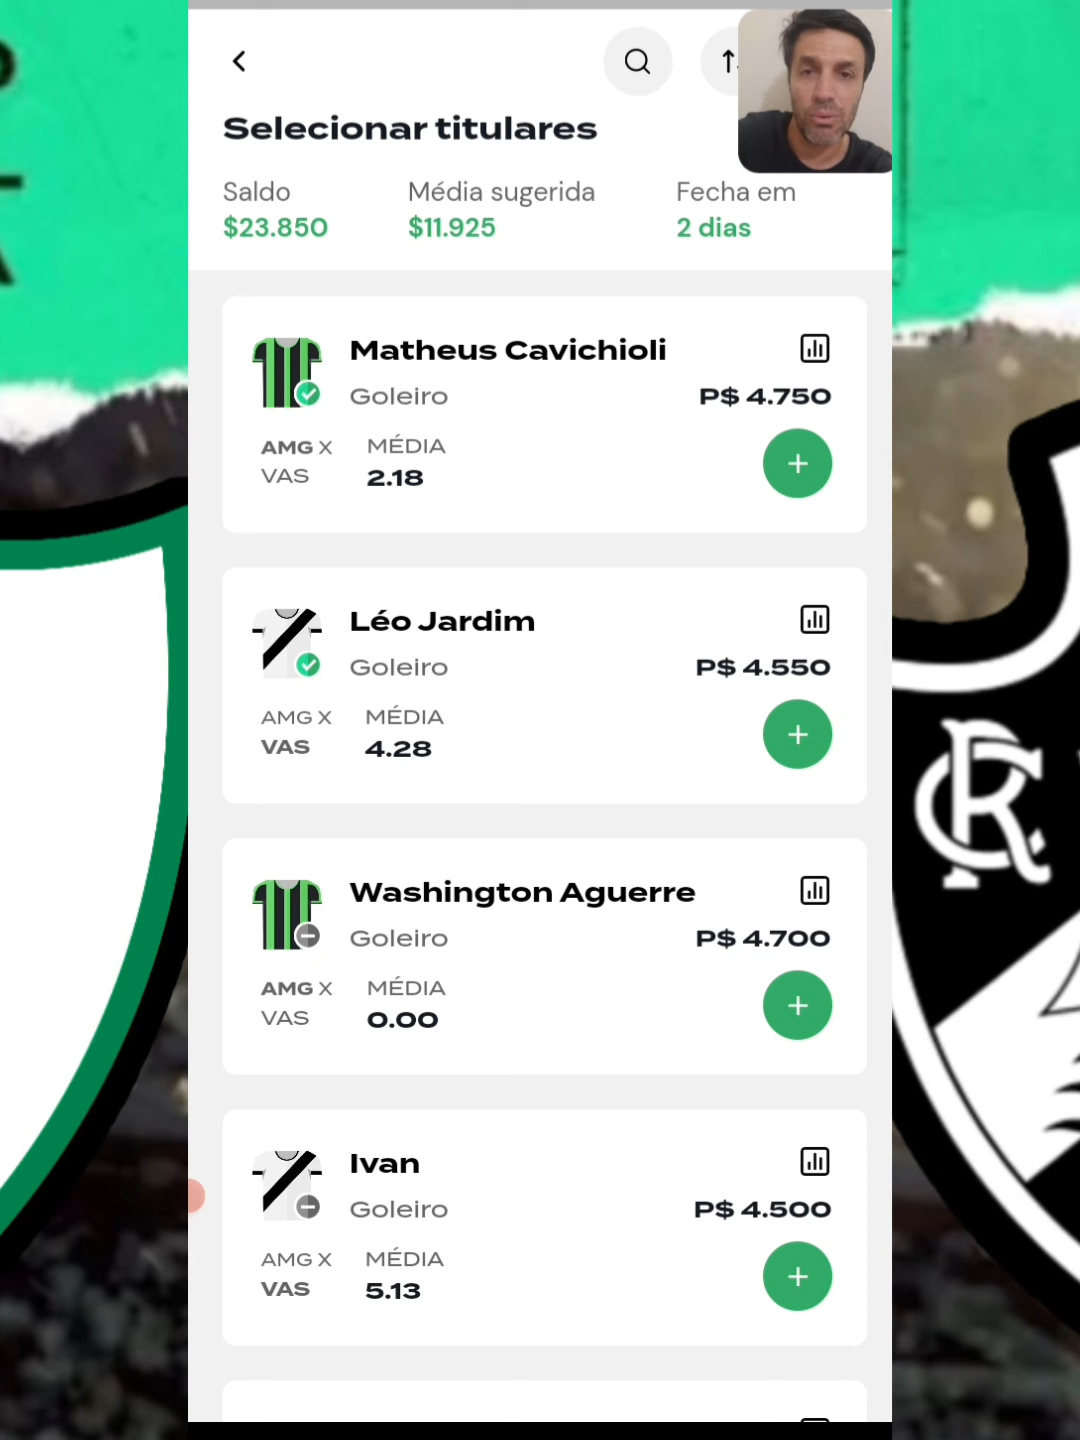 Selecionar titulares
Saldo
$23.850
Média sugerida
$11.925
Fecha em
2 dias
Matheus Cavichioli
Goleiro
P$ 4.750
AMG X
VAS
MÉDIA
2.18
Léo Jardim
Goleiro
P$ 4.550
AMG X
VAS
MÉDIA
4.28
Washington Aguerre
Goleiro
P$ 4.700
AMG X
VAS
MÉDIA
0.00
Ivan
Goleiro
P$ 4.500
AMG X
VAS
MÉDIA
5.13